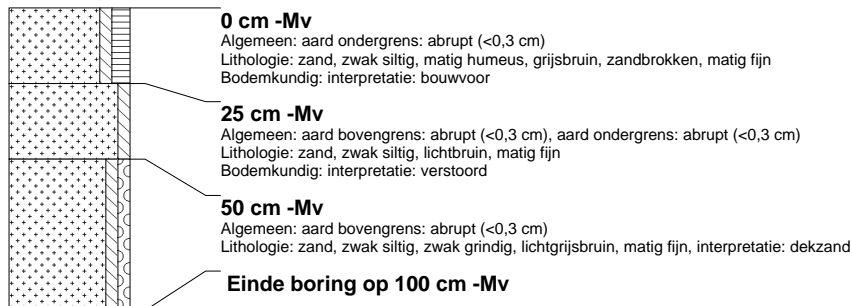 0 cm -Mv
Algemeen: aard ondergrens: abrupt (<0,3 cm)
Lithologie: zand, zwak siltig, matig humeus, grijsbruin, zandbrokken, matig fijn
Bodemkundig: interpretatie: bouwvoor
25 cm -Mv
Algemeen: aard bovengrens: abrupt (<0,3 cm), aard ondergrens: abrupt (<0,3 cm)
Lithologie: zand, zwak siltig, lichtbruin, matig fijn
Bodemkundig: interpretatie: verstoord
50 cm -Mv
Algemeen: aard bovengrens: abrupt (<0,3 cm)
Lithologie: zand, zwak siltig, zwak grindig, lichtgrijsbruin, matig fijn, interpretatie: dekzand
Einde boring op 100 cm -Mv